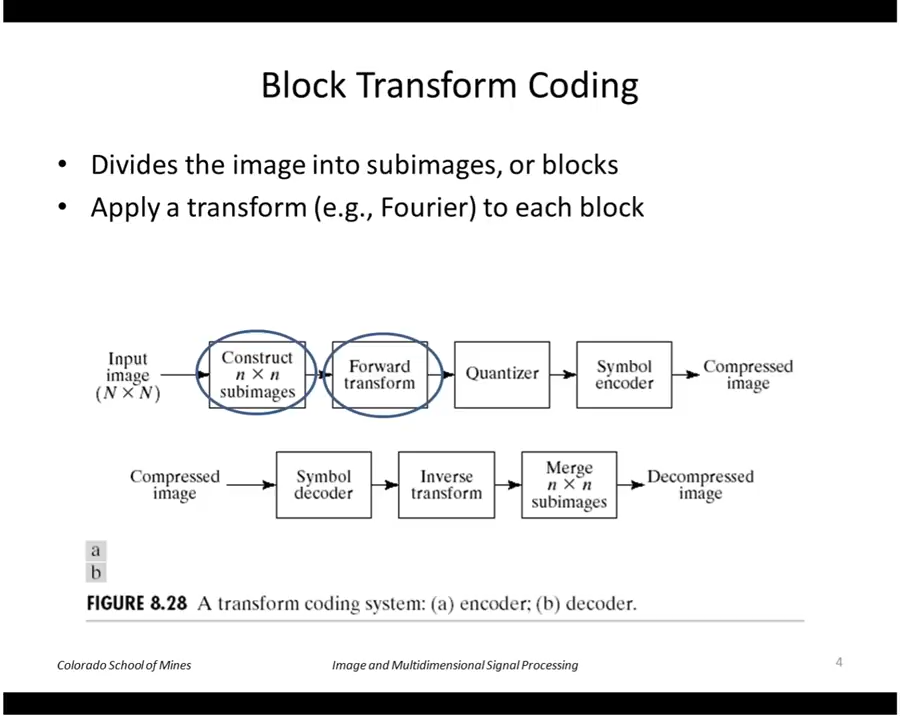 Block Transform Coding
• Divides the image into subimages, or blocks
• Apply a transform (e.g., Fourier) to each block
Input
image
(N × N)
Construct
n × n
subimages
Forward
transform
Quantizer
Symbol
encoder
Compressed
image
Compressed
image
Symbol
decoder
Inverse
transform
Merge
n × n
subimages
Decompressed
image
a
b
FIGURE 8.28 A transform coding system: (a) encoder; (b) decoder.
Colorado School of Mines
Image and Multidimensional Signal Processing
4